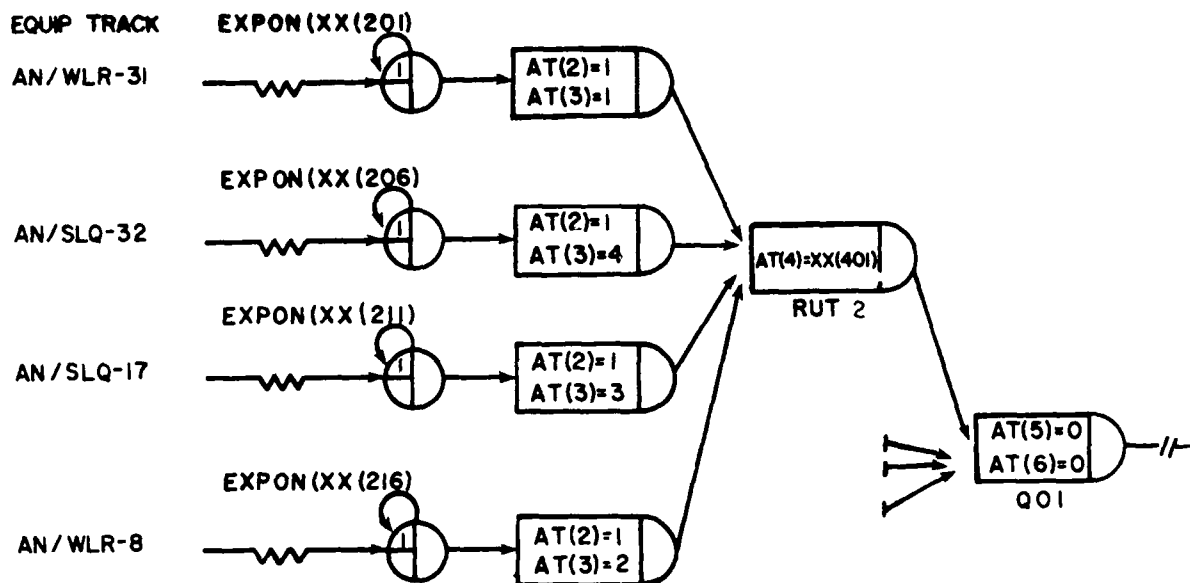 EQUIP TRACK
EXPON(XX(201)
AN/WLR-31
1
AT(2)=1
AT(3)=1
EXPON(XX(206)
AN/SLQ-32
1
AT(2)=1
AT(3)=4
AT(4)=XX(401)
RUT 2
EXPON(XX(211)
AN/SLQ-17
1
AT(2)=1
AT(3)=3
AT(5)=0
AT(6)=0
Q01
EXPON(XX(216)
AN/WLR-8
1
AT(2)=1
AT(3)=2